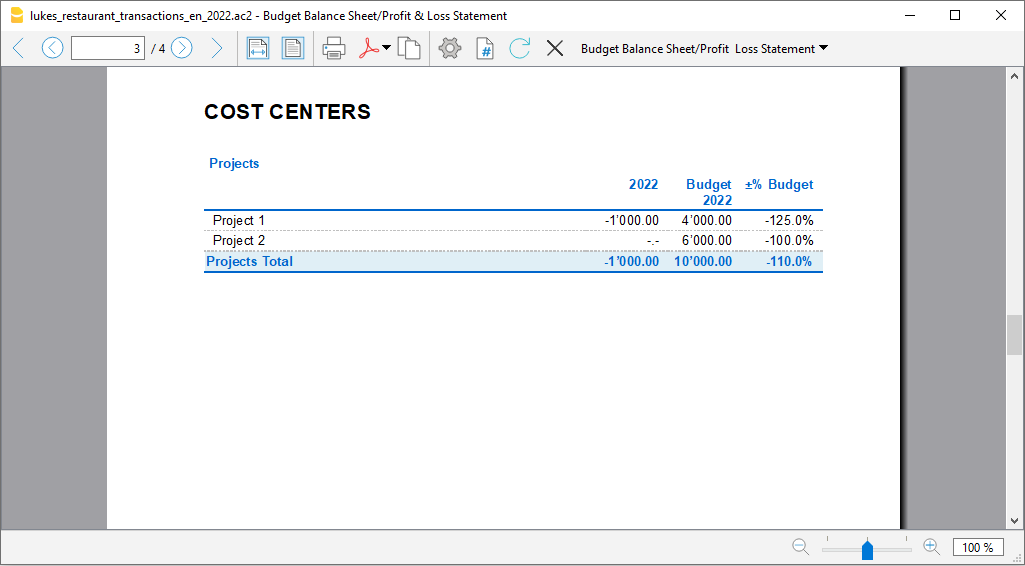 lukes_restaurant_transactions_en_2022.ac2 - Budget Balance Sheet/Profit & Loss Statement
3 / 4 # Budget Balance Sheet/Profit  Loss Statement
COST CENTERS
Projects
2022 Budget 2022 ±% Budget
Project 1 -1'000.00 4'000.00 -125.0%
Project 2 -.- 6'000.00 -100.0%
Projects Total -1'000.00 10'000.00 -110.0%
100 %